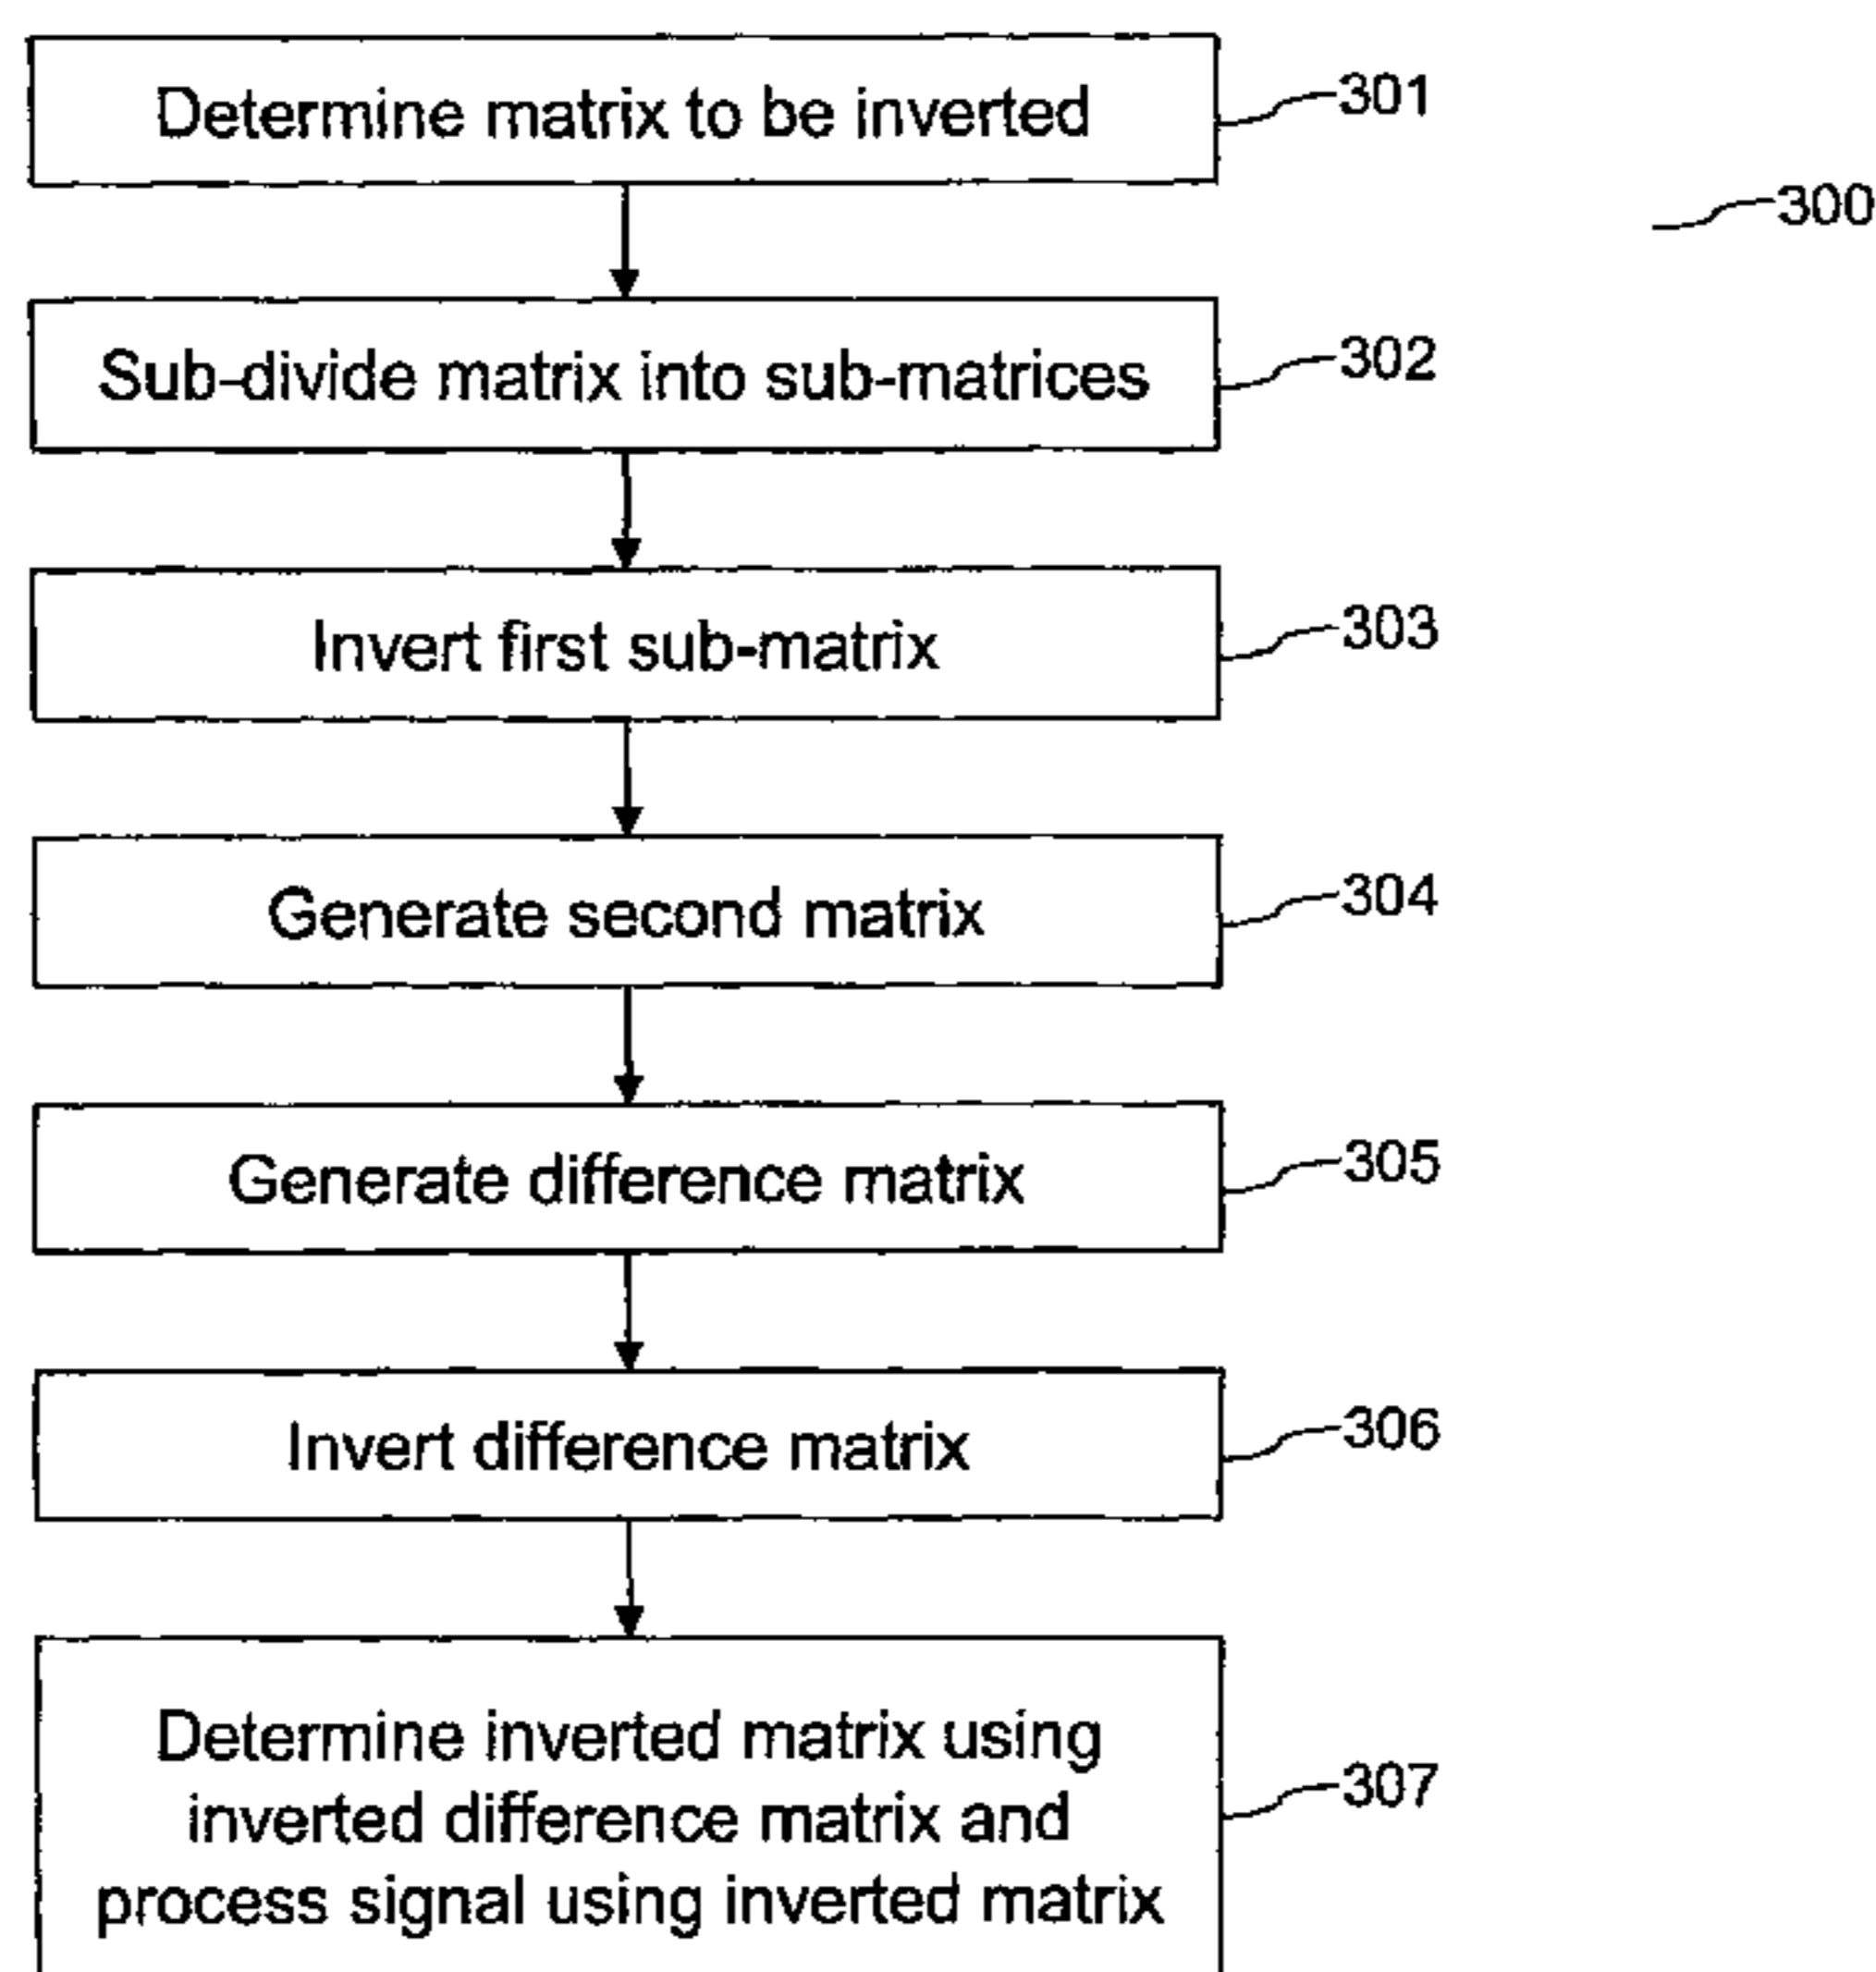 Determine matrix to be inverted
301
300
Sub-divide matrix into sub-matrices
302
Invert first sub-matrix
303
Generate second matrix
304
Generate difference matrix
305
Invert difference matrix
306
Determine inverted matrix using
inverted difference matrix and
process signal using inverted matrix
307